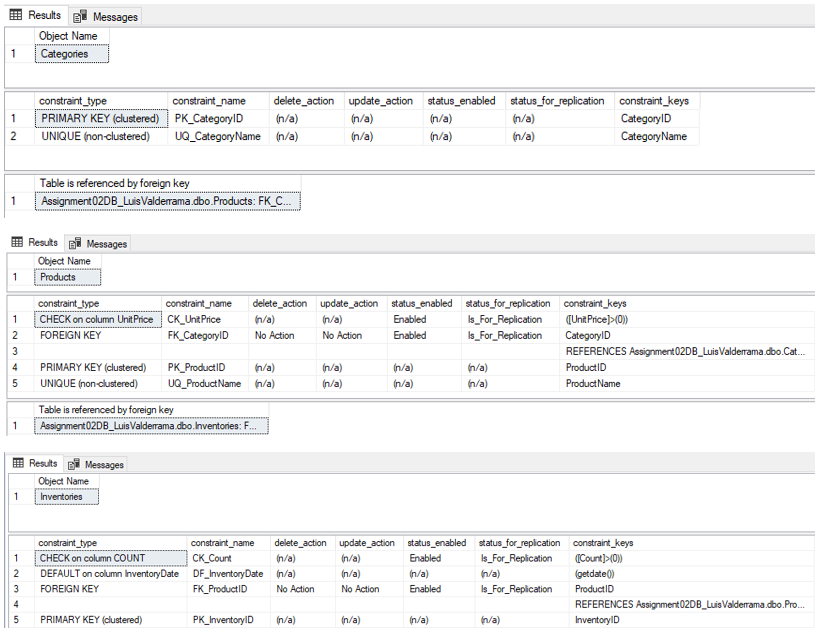 Results Messages
Object Name
1 Categories
constraint_type constraint_name delete_action update_action status_enabled status_for_replication constraint_keys
1 PRIMARY KEY (clustered) PK_CategoryID (n/a) (n/a) (n/a) (n/a) CategoryID
2 UNIQUE (non-clustered) UQ_CategoryName (n/a) (n/a) (n/a) (n/a) CategoryName
Table is referenced by foreign key
1 Assignment02DB_LuisValderrama.dbo.Products: FK_C...
Results Messages
Object Name
1 Products
constraint_type constraint_name delete_action update_action status_enabled status_for_replication constraint_keys
1 CHECK on column UnitPrice CK_UnitPrice (n/a) (n/a) Enabled Is_For_Replication ([UnitPrice]>(0))
2 FOREIGN KEY FK_CategoryID No Action No Action Enabled Is_For_Replication CategoryID
3 REFERENCES Assignment02DB_LuisValderrama.dbo.Cat...
4 PRIMARY KEY (clustered) PK_ProductID (n/a) (n/a) (n/a) (n/a) ProductID
5 UNIQUE (non-clustered) UQ_ProductName (n/a) (n/a) (n/a) (n/a) ProductName
Table is referenced by foreign key
1 Assignment02DB_LuisValderrama.dbo.Inventories: F...
Results Messages
Object Name
1 Inventories
constraint_type constraint_name delete_action update_action status_enabled status_for_replication constraint_keys
1 CHECK on column COUNT CK_Count (n/a) (n/a) Enabled Is_For_Replication ([Count]>(0))
2 DEFAULT on column InventoryDate DF_InventoryDate (n/a) (n/a) (n/a) (n/a) (getdate())
3 FOREIGN KEY FK_ProductID No Action No Action Enabled Is_For_Replication ProductID
4 REFERENCES Assignment02DB_LuisValderrama.dbo.Pro...
5 PRIMARY KEY (clustered) PK_InventoryID (n/a) (n/a) (n/a) (n/a) InventoryID